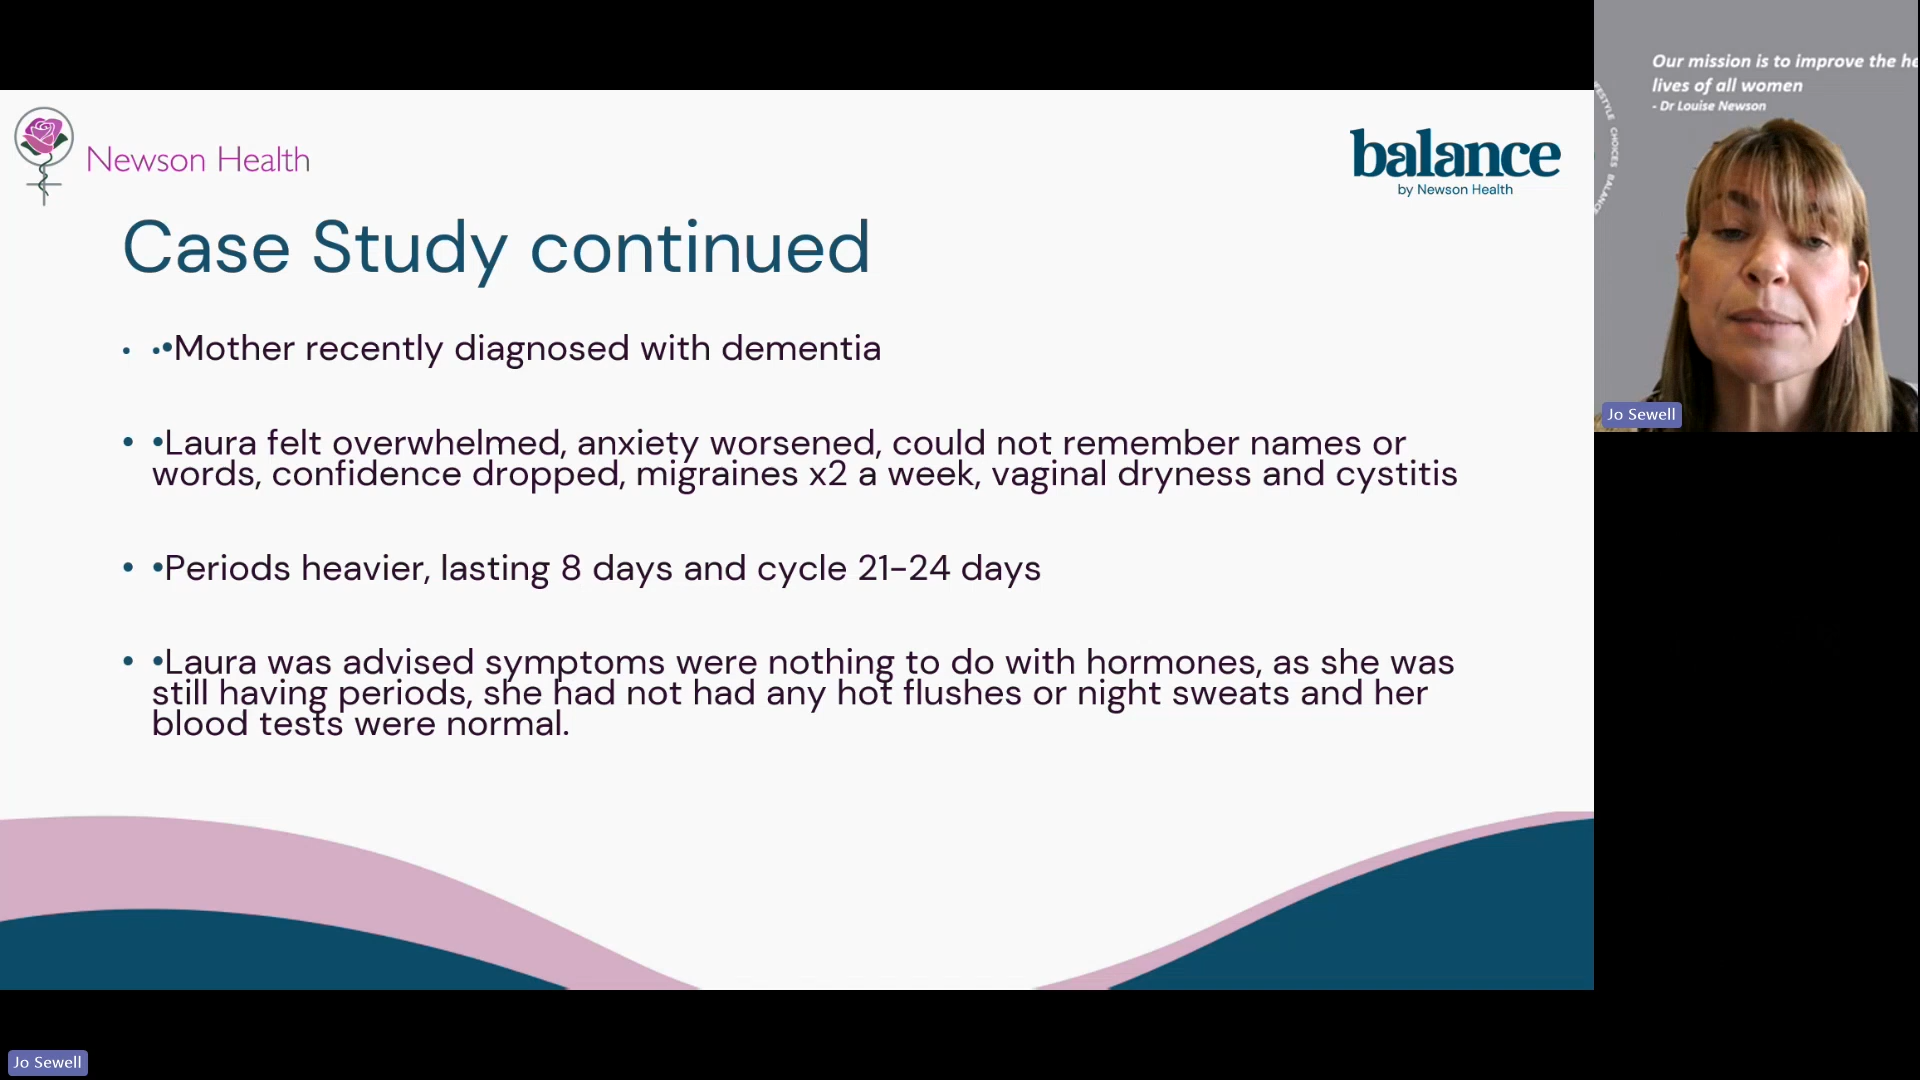 Our mission is to improve the he
lives of all women
- Dr Louise Newson
CHOICES BALANCE
Newson Health
balance
by Newson Health
Case Study continued
• ••Mother recently diagnosed with dementia
• •Laura felt overwhelmed, anxiety worsened, could not remember names or
words, confidence dropped, migraines x2 a week, vaginal dryness and cystitis
• •Periods heavier, lasting 8 days and cycle 21-24 days
• •Laura was advised symptoms were nothing to do with hormones, as she was
still having periods, she had not had any hot flushes or night sweats and her
blood tests were normal.
Jo Sewell
Jo Sewell